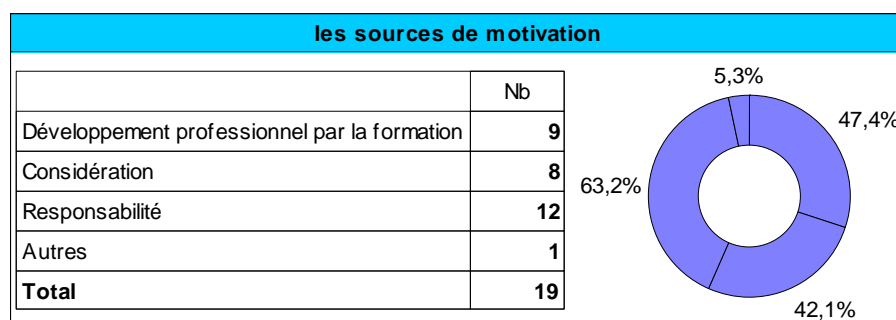 les sources de motivation
Nb
Développement professionnel par la formation 9
Considération 8
Responsabilité 12
Autres 1
Total 19
5,3%
47,4%
63,2%
42,1%